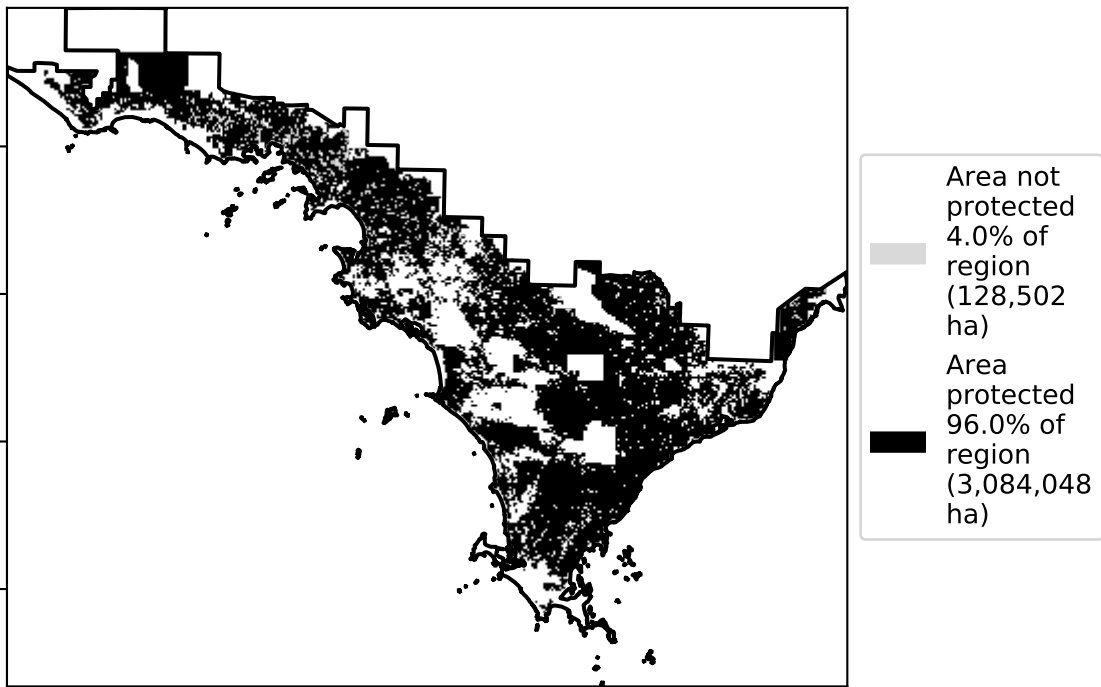 Area not
protected
4.0% of
region
(128,502
ha)
Area
protected
96.0% of
region
(3,084,048
ha)